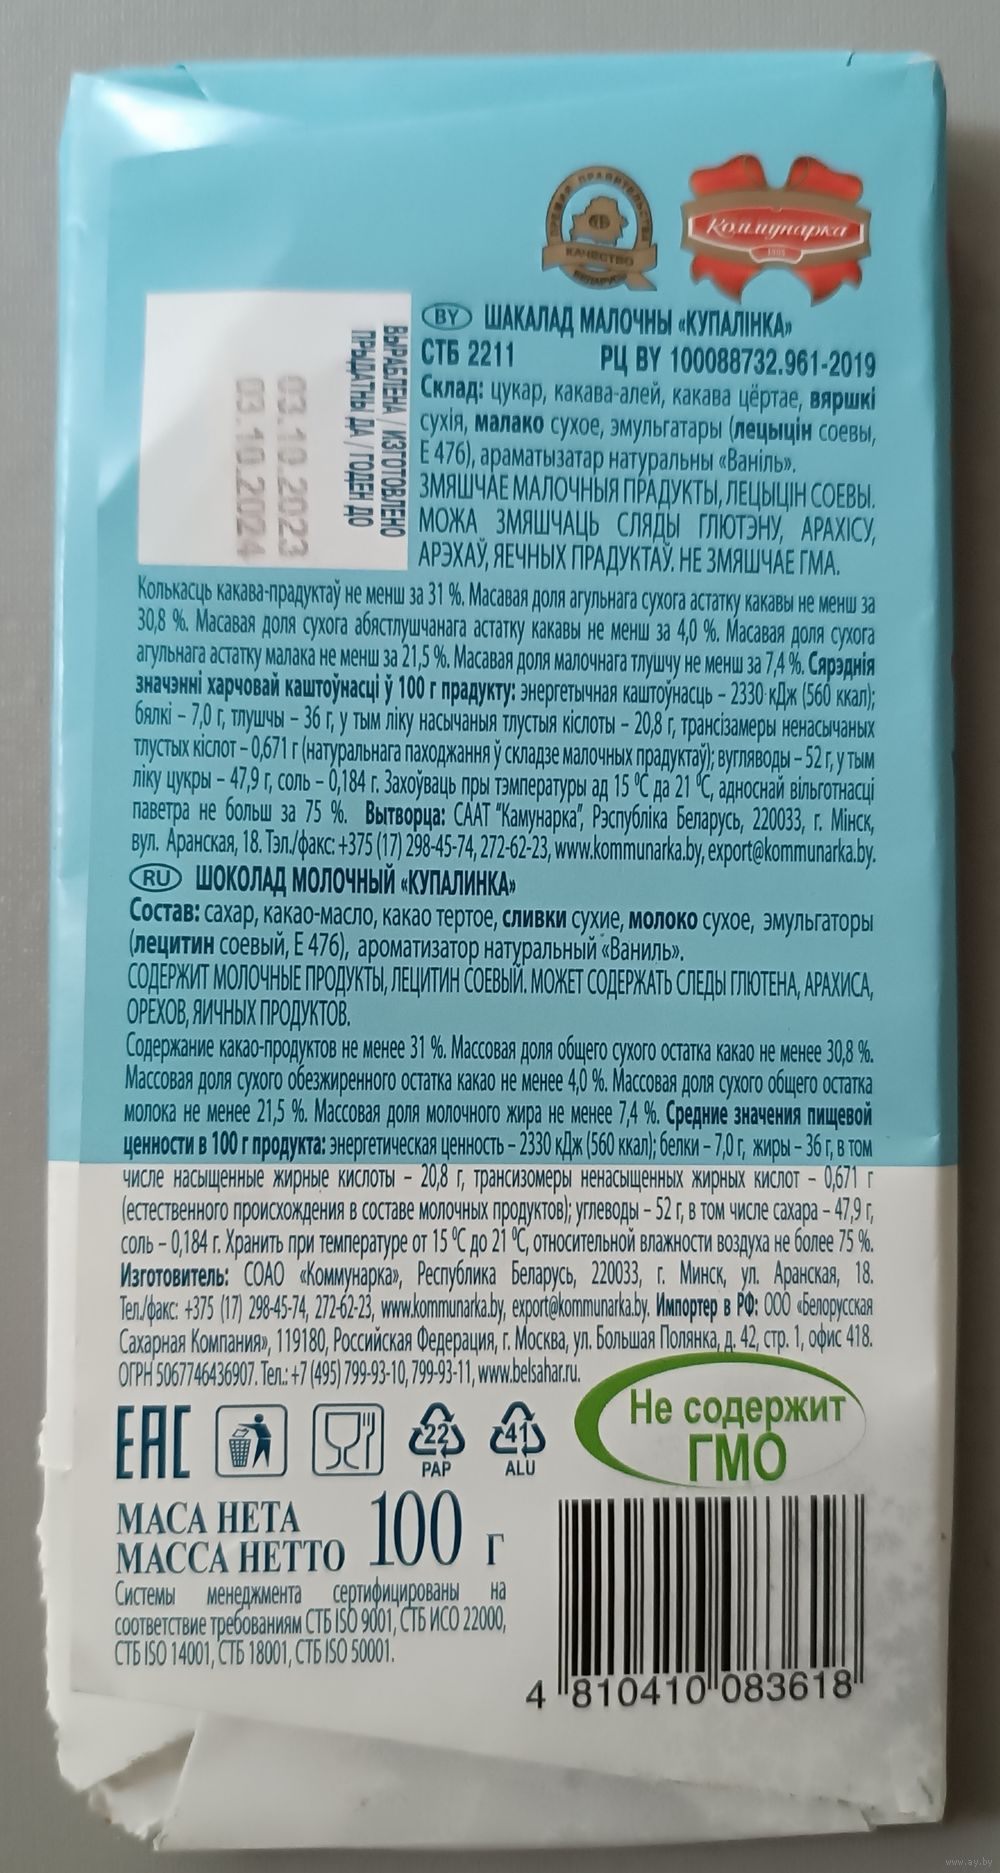 ПРЕМИЯ ПРАВИТЕЛЬСТВА
КАЧЕСТВО
Коммунарка
1905
BY ШАКАЛАД МАЛОЧНЫ «КУПАЛІНКА»
СТБ 2211 РЦ BY 100088732.961-2019
Склад: цукар, какава-алей, какава цёртае, вяршкі
сухія, малако сухое, эмульгатары (лецыцін соевы,
Е 476), араматызатар натуральны «Ваніль».
ЗМЯШЧАЕ МАЛОЧНЫЯ ПРАДУКТЫ, ЛЕЦЫЦІН СОЕВЫ.
МОЖА ЗМЯШЧАЦЬ СЛЯДЫ ГЛЮТЭНУ, АРАХІСУ,
АРЭХАЎ, ЯЕЧНЫХ ПРАДУКТАЎ. НЕ ЗМЯШЧАЕ ГМА.
ВЫРАБЛЕНА / ИЗГОТОВЛЕНО
ПРЫДАТНЫ ДА / ГОДЕН ДО
03.10.2023
03.10.2024
Колькасць какава-прадуктаў не менш за 31 %. Масавая доля агульнага сухога астатку какавы не менш за
30,8 %. Масавая доля сухога абястлушчанага астатку какавы не менш за 4,0 %. Масавая доля сухога
агульнага астатку малака не менш за 21,5 %. Масавая доля малочнага тлушчу не менш за 7,4 %. Сярэднія
значэнні харчовай каштоўнасці ў 100 г прадукту: энергетычная каштоўнасць – 2330 кДж (560 ккал);
бялкі – 7,0 г, тлушчы – 36 г, у тым ліку насычаныя тлустыя кіслоты – 20,8 г, трансізамеры ненасычаных
тлустых кіслот – 0,671 г (натуральнага паходжання ў складзе малочных прадуктаў); вугляводы – 52 г, у тым
ліку цукры – 47,9 г, соль – 0,184 г. Захоўваць пры тэмпературы ад 15 ⁰С да 21 ⁰С, адноснай вільготнасці
паветра не больш за 75 %. Вытворца: СААТ "Камунарка", Рэспубліка Беларусь, 220033, г. Мінск,
вул. Аранская, 18. Тэл./факс: +375 (17) 298-45-74, 272-62-23, www.kommunarka.by, export@kommunarka.by.
RU ШОКОЛАД МОЛОЧНЫЙ «КУПАЛИНКА»
Состав: сахар, какао-масло, какао тертое, сливки сухие, молоко сухое, эмульгаторы
(лецитин соевый, Е 476), ароматизатор натуральный «Ваниль».
СОДЕРЖИТ МОЛОЧНЫЕ ПРОДУКТЫ, ЛЕЦИТИН СОЕВЫЙ. МОЖЕТ СОДЕРЖАТЬ СЛЕДЫ ГЛЮТЕНА, АРАХИСА,
ОРЕХОВ, ЯИЧНЫХ ПРОДУКТОВ.
Содержание какао-продуктов не менее 31 %. Массовая доля общего сухого остатка какао не менее 30,8 %.
Массовая доля сухого обезжиренного остатка какао не менее 4,0 %. Массовая доля сухого общего остатка
молока не менее 21,5 %. Массовая доля молочного жира не менее 7,4 %. Средние значения пищевой
ценности в 100 г продукта: энергетическая ценность – 2330 кДж (560 ккал); белки – 7,0 г, жиры – 36 г, в том
числе насыщенные жирные кислоты – 20,8 г, трансизомеры ненасыщенных жирных кислот – 0,671 г
(естественного происхождения в составе молочных продуктов); углеводы – 52 г, в том числе сахара – 47,9 г,
соль – 0,184 г. Хранить при температуре от 15 ⁰С до 21 ⁰С, относительной влажности воздуха не более 75 %.
Изготовитель: СОАО «Коммунарка», Республика Беларусь, 220033, г. Минск, ул. Аранская, 18.
Тел./факс: +375 (17) 298-45-74, 272-62-23, www.kommunarka.by, export@kommunarka.by. Импортер в РФ: ООО «Белорусская
Сахарная Компания», 119180, Российская Федерация, г. Москва, ул. Большая Полянка, д. 42, стр. 1, офис 418.
ОГРН 5067746436907. Тел.: +7 (495) 799-93-10, 799-93-11, www.belsahar.ru.
Не содержит
ГМО
EAC
22
PAP
41
ALU
МАСА НЕТА
МАССА НЕТТО 100 г
Системы менеджмента сертифицированы на
соответствие требованиям СТБ ISO 9001, СТБ ИСО 22000,
СТБ ISO 14001, СТБ 18001, СТБ ISO 50001.
4 810410 083618
www.ay.by